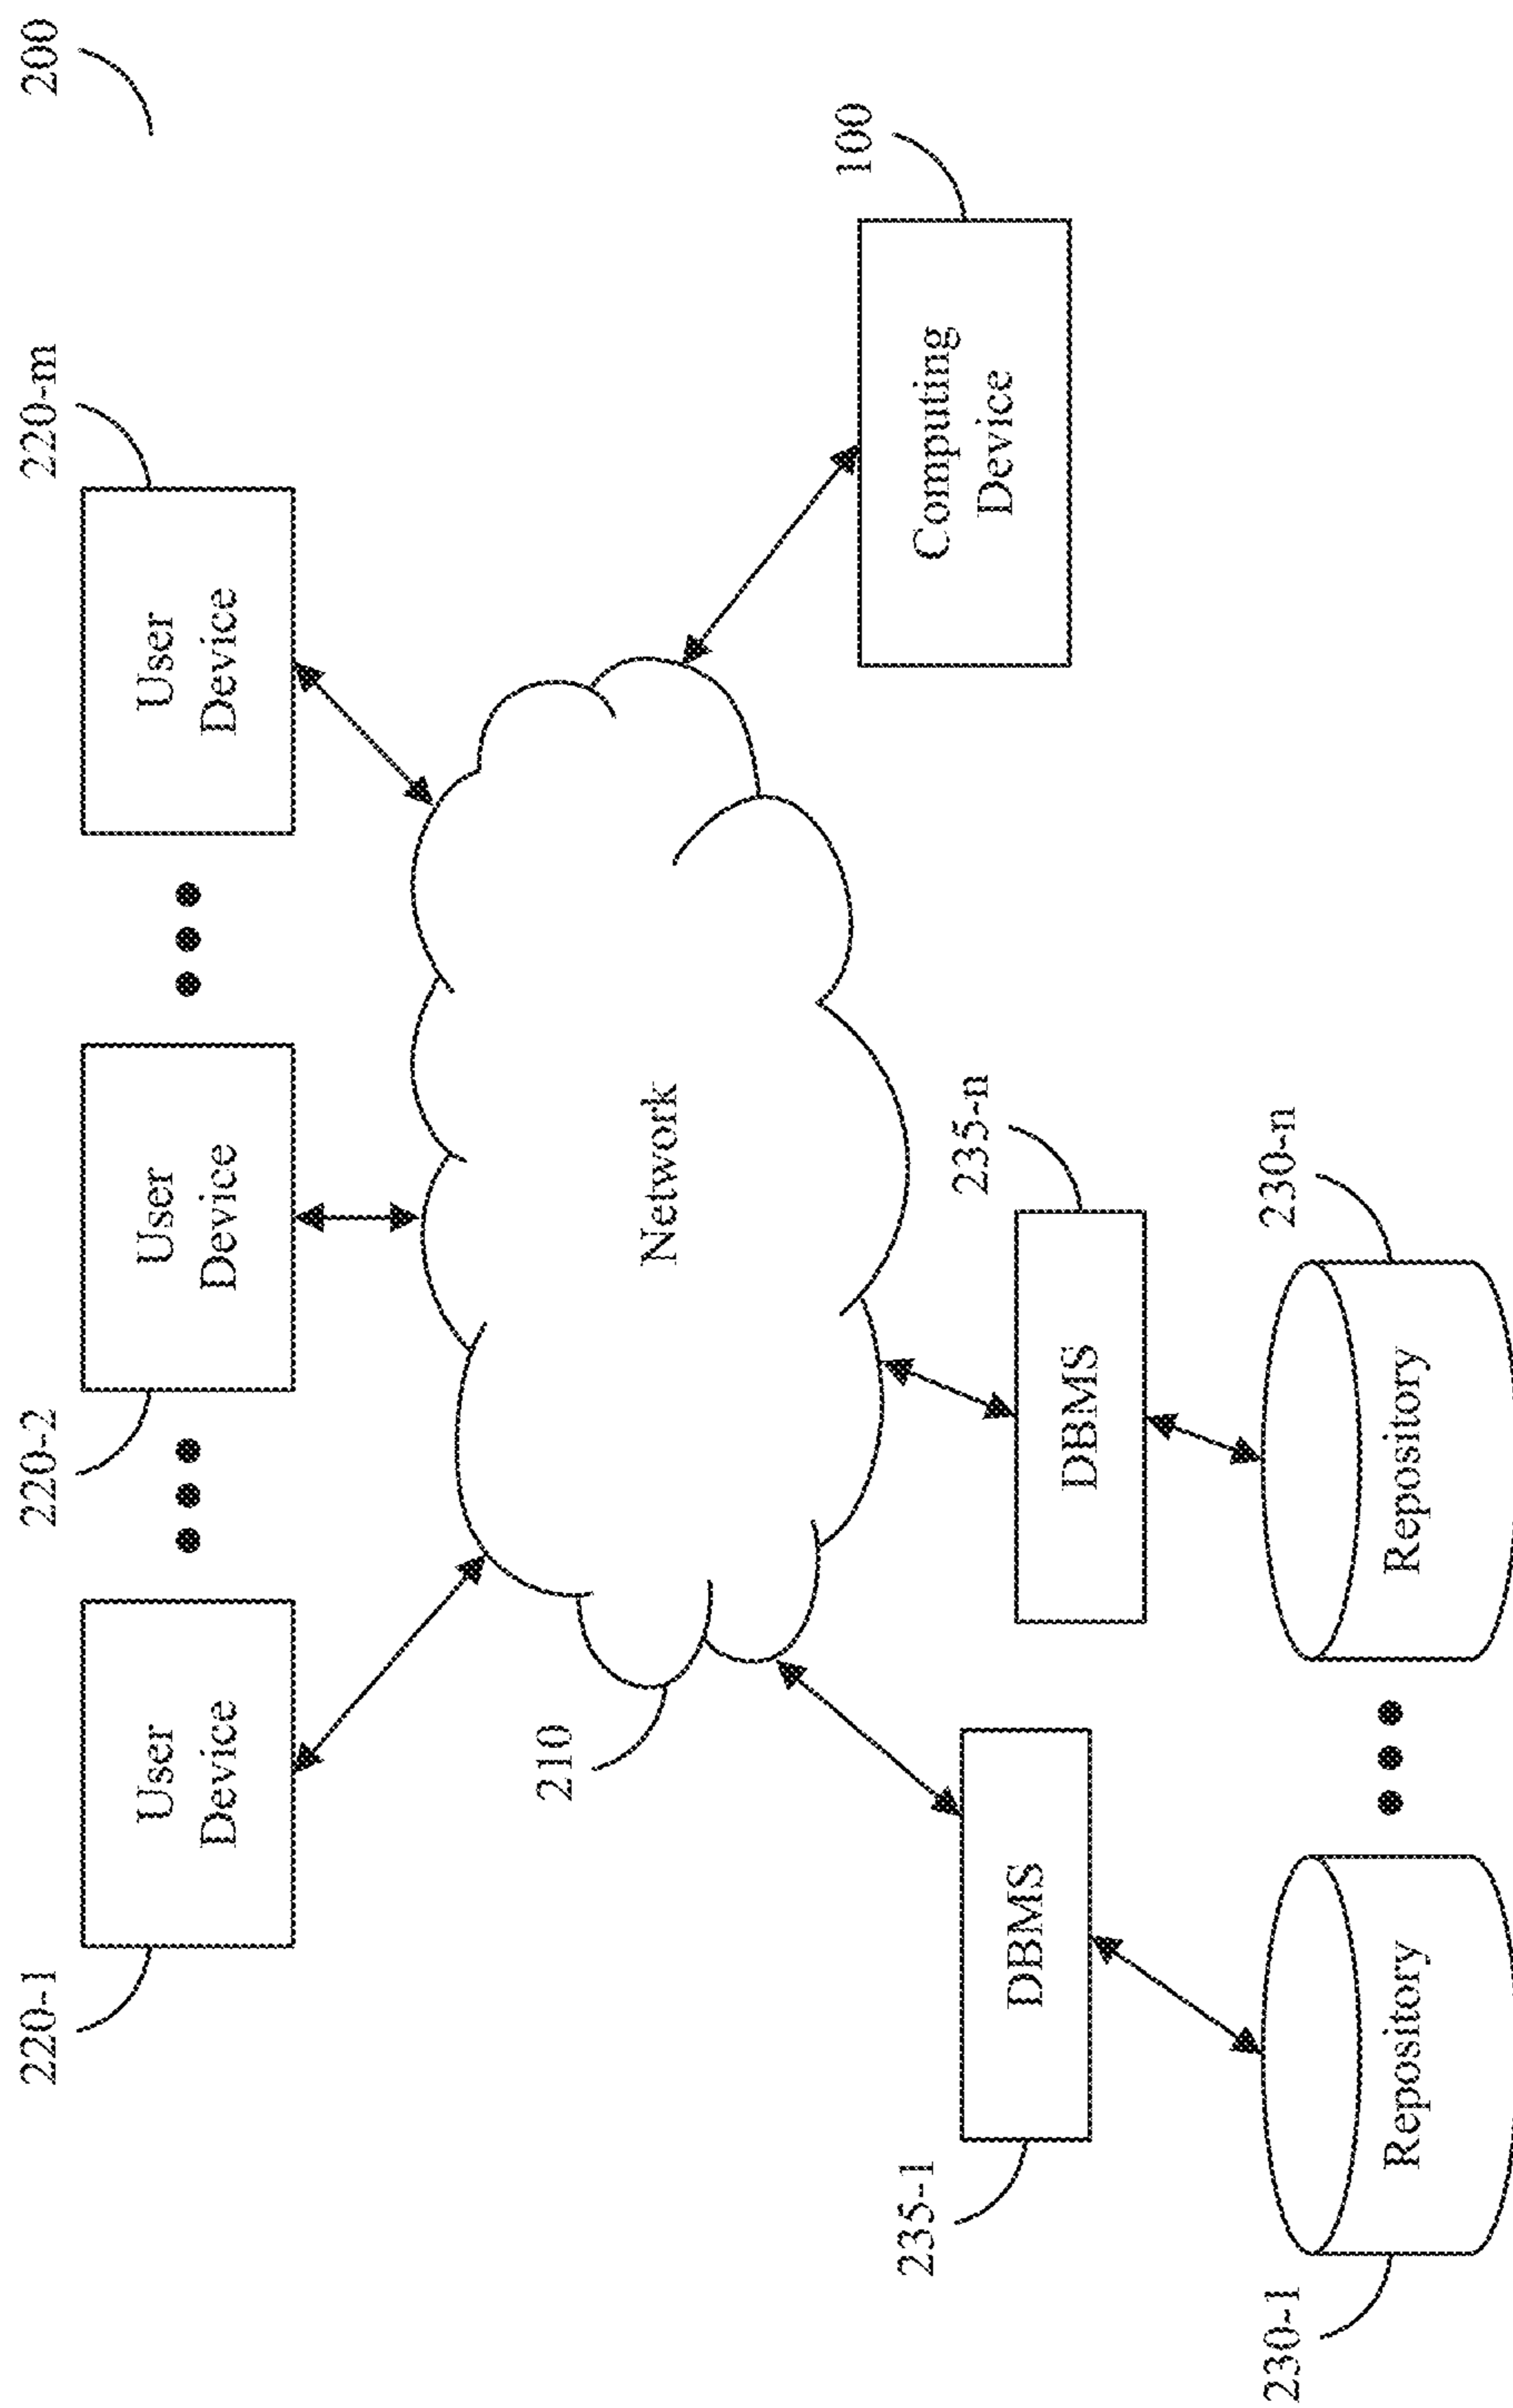 200
220-1
220-2
220-m
User
Device
User
Device
User
Device
210
Network
100
Computing
Device
235-1
DBMS
235-n
DBMS
230-1
Repository
230-n
Repository